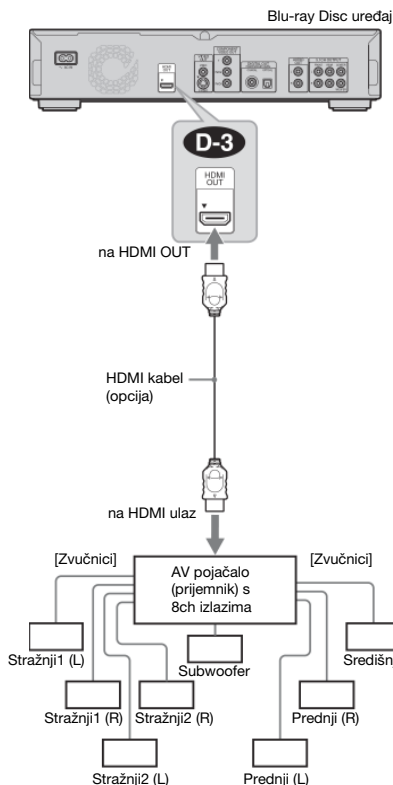 Blu-ray Disc uređaj
D-3
HDMI
OUT
na HDMI OUT
HDMI kabel
(opcija)
na HDMI ulaz
[Zvučnici]
[Zvučnici]
AV pojačalo
(prijemnik) s
8ch izlazima
Stražnji1 (L)
Subwoofer
Središnj
Stražnji1 (R)
Stražnji2 (R)
Prednji (R)
Stražnji2 (L)
Prednji (L)